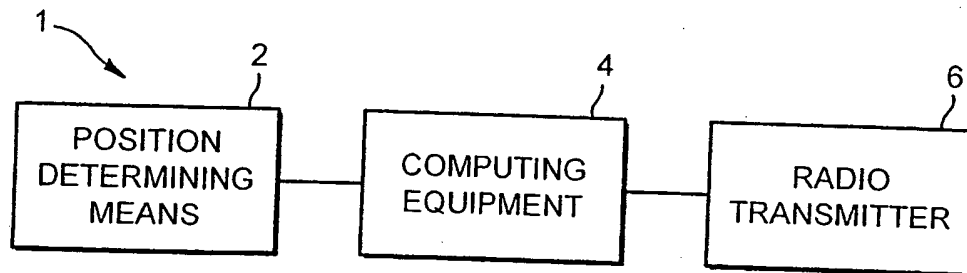 1
2
4
6
POSITION
DETERMINING
MEANS
COMPUTING
EQUIPMENT
RADIO
TRANSMITTER